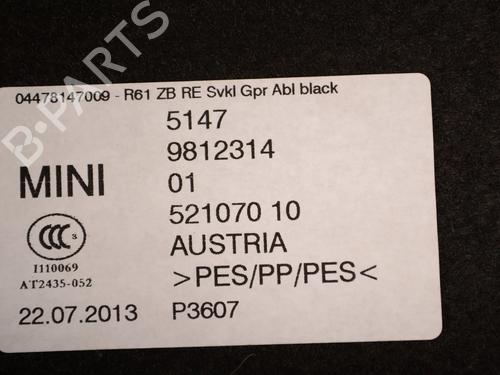 B-PARTS
04478147009 - R61 ZB RE Svkl Gpr Abl black
5147
9812314
MINI
01
521070 10
CCC S
I110069
AUSTRIA
AT2435-052
>PES/PP/PES<
22.07.2013
P3607